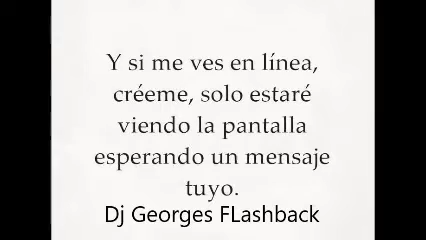 Y si me ves en línea,
créeme, solo estaré
viendo la pantalla
esperando un mensaje
tuyo.
Dj Georges FLashback